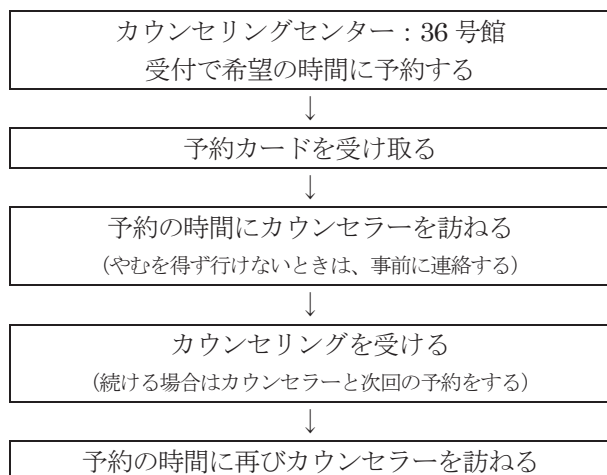 カウンセリングセンター：36 号館
受付で希望の時間に予約する
↓
予約カードを受け取る
↓
予約の時間にカウンセラーを訪ねる
（やむを得ず行けないときは、事前に連絡する）
↓
カウンセリングを受ける
（続ける場合はカウンセラーと次回の予約をする）
↓
予約の時間に再びカウンセラーを訪ねる